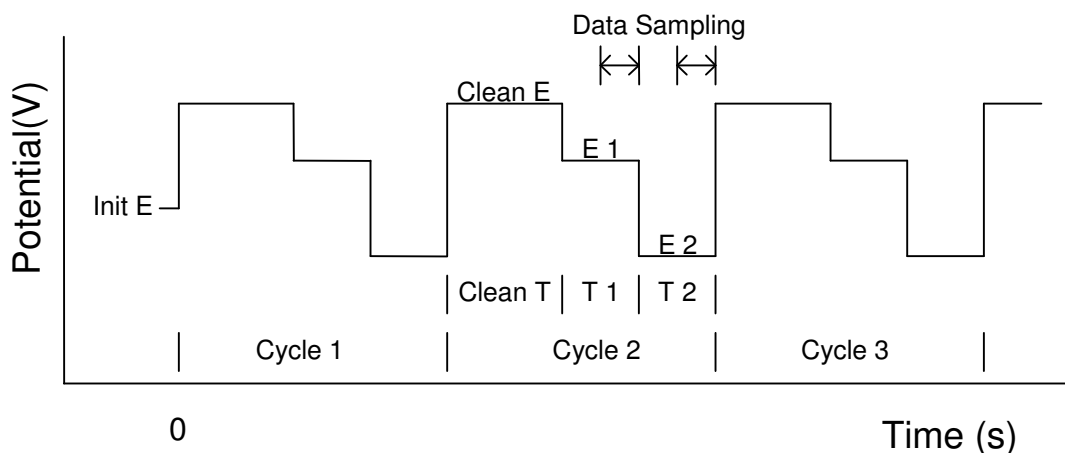 Data Sampling
Clean E
E 1
Potential(V)
Init E
E 2
Clean T
T 1
T 2
Cycle 1
Cycle 2
Cycle 3
0
Time (s)